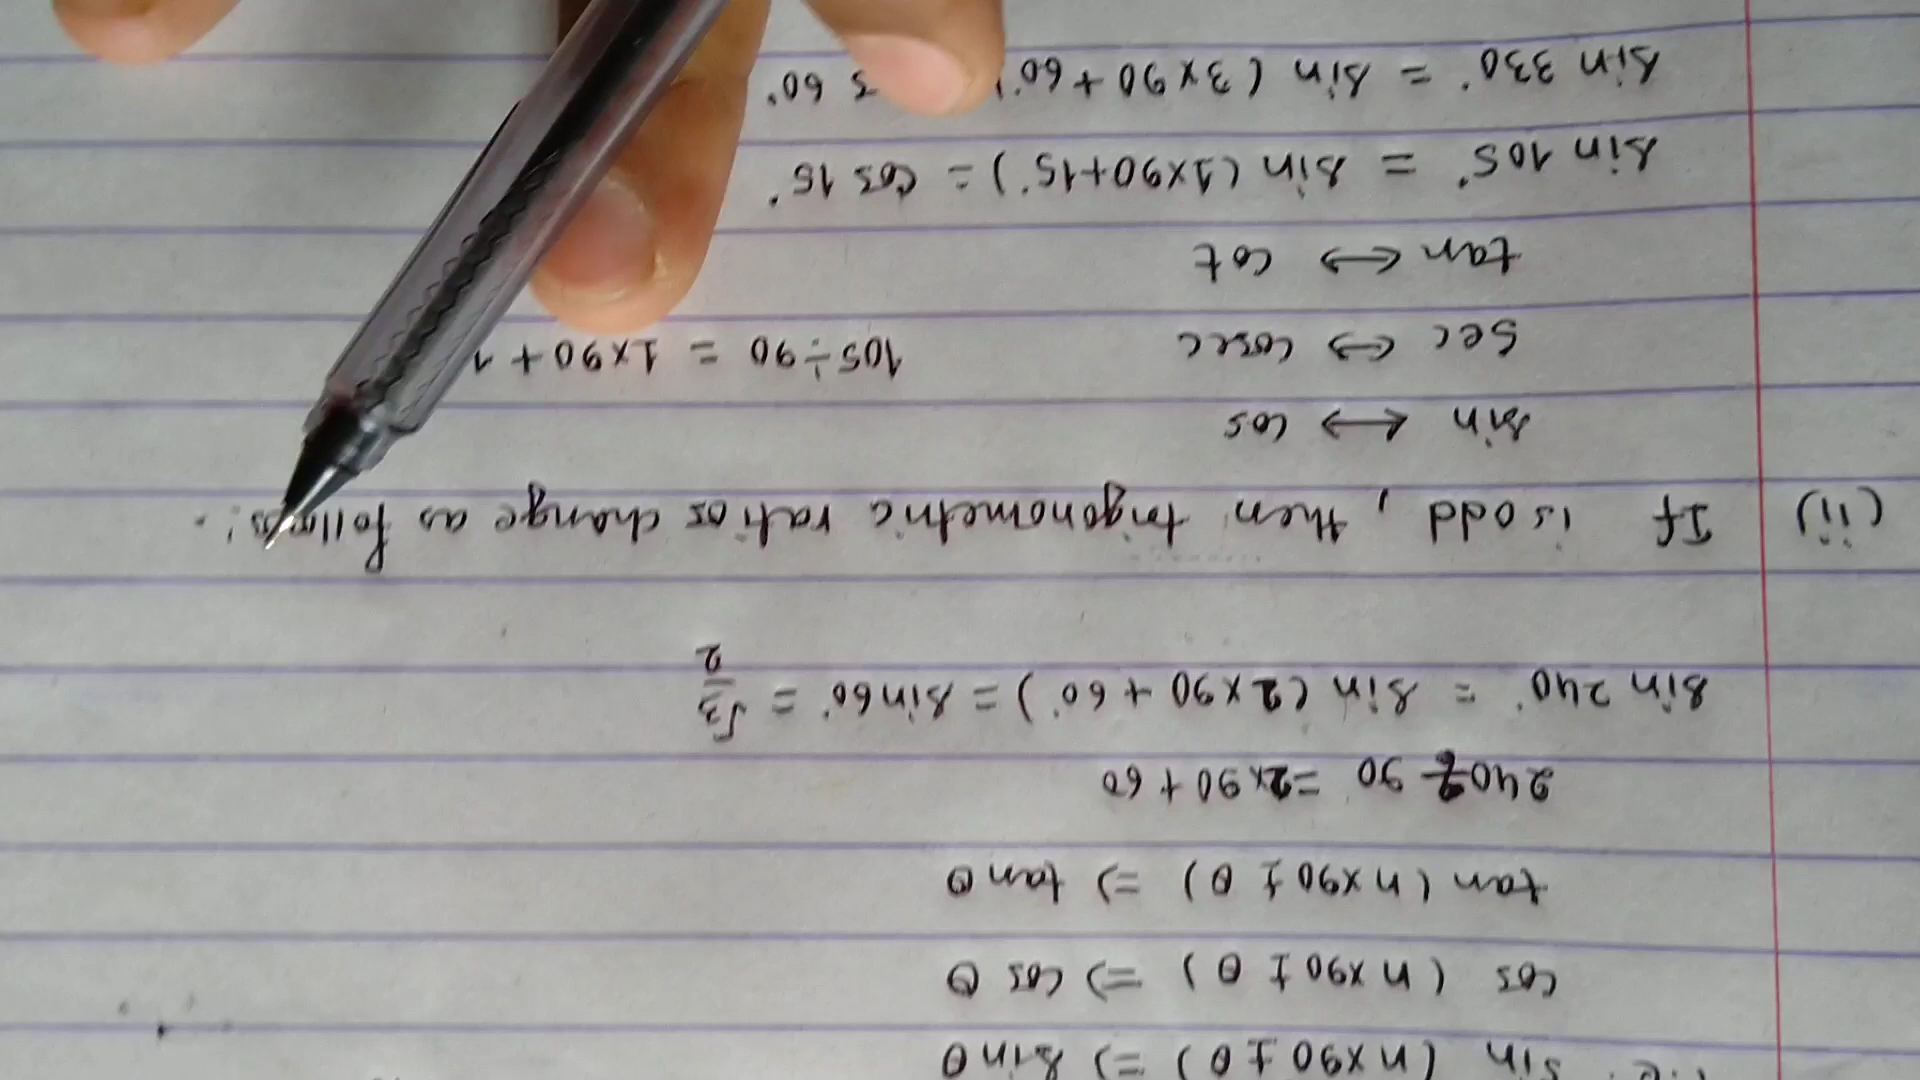 i.e. sin (n×90 ± θ) => sin θ
cos (n×90 ± θ) => cos θ
tan (n×90 ± θ) => tan θ
240 ÷ 90 = 2×90 + 60
sin 240° = sin (2×90 + 60°) = sin 60° = √3/2
(ii) If is odd, then, trigonometric ratios change as follows:-
sin ↔ cos
sec ↔ cosec 105 ÷ 90 = 1×90 + 1
tan ↔ cot
sin 105° = sin (1×90+15°) = cos 15°
sin 330° = sin (3×90 + 60°) s 60°